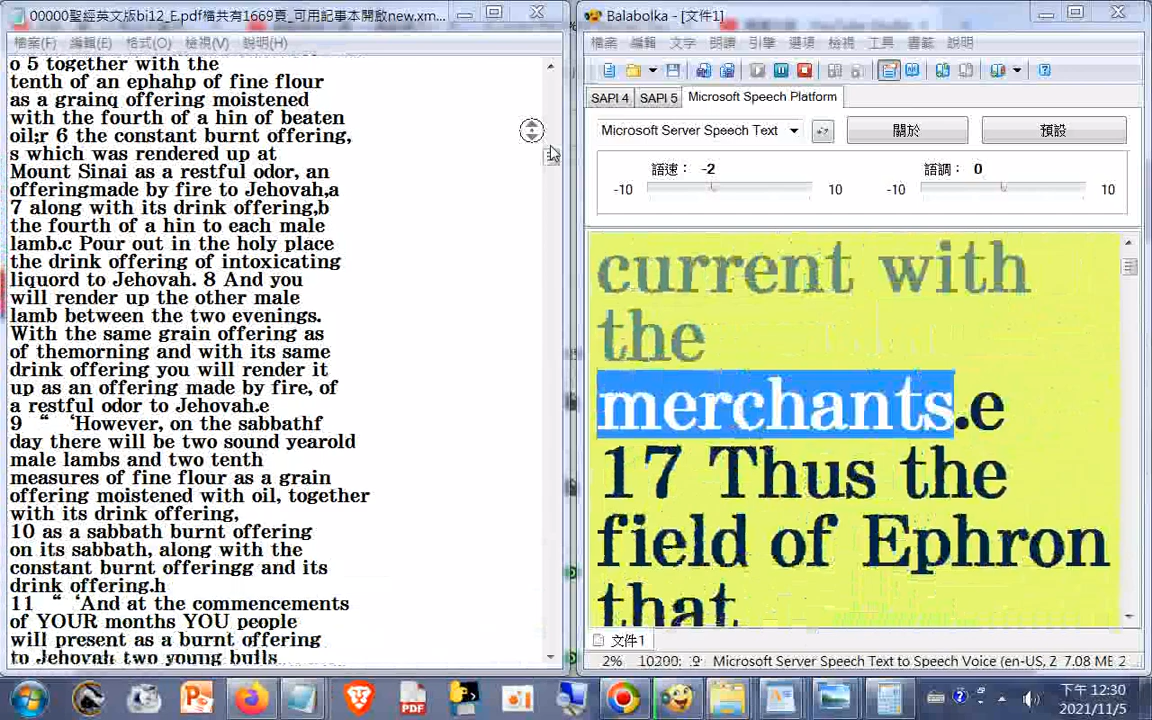 00000聖經英文版bi12_E.pdf檔共有1669頁_可用記事本開啟new.xm...
檔案(F) 編輯(E) 格式(O) 檢視(V) 說明(H)
o 5 together with the
tenth of an ephahp of fine flour
as a grainq offering moistened
with the fourth of a hin of beaten
oil;r 6 the constant burnt offering,
s which was rendered up at
Mount Sinai as a restful odor, an
offeringmade by fire to Jehovah,a
7 along with its drink offering,b
the fourth of a hin to each male
lamb.c Pour out in the holy place
the drink offering of intoxicating
liquord to Jehovah. 8 And you
will render up the other male
lamb between the two evenings.
With the same grain offering as
of themorning and with its same
drink offering you will render it
up as an offering made by fire, of
a restful odor to Jehovah.e
9 “ ‘However, on the sabbathf
day there will be two sound yearold
male lambs and two tenth
measures of fine flour as a grain
offering moistened with oil, together
with its drink offering,
10 as a sabbath burnt offering
on its sabbath, along with the
constant burnt offeringg and its
drink offering.h
11 “ ‘And at the commencements
of YOUR months YOU people
will present as a burnt offering
to Jehovah two young bulls
Balabolka - [文件1]
檔案 編輯 文字 朗讀 引擎 選項 檢視 工具 書籤 說明
SAPI 4 SAPI 5 Microsoft Speech Platform
Microsoft Server Speech Text 關於 預設
語速： -2 語調： 0
-10 10 -10 10
current with
the
merchants.e
17 Thus the
field of Ephron
that
文件1
2% 10200: Microsoft Server Speech Text to Speech Voice (en-US, Z 7.08 MB
下午 12:30
2021/11/5